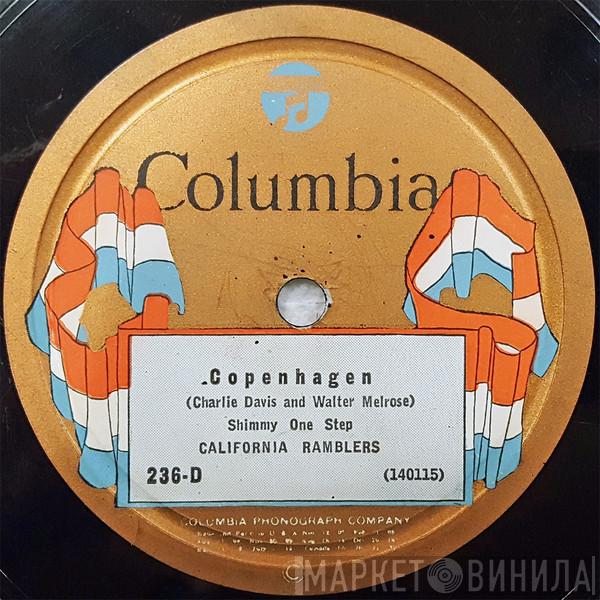 Columbia
Copenhagen
(Charlie Davis and Walter Melrose)
Shimmy One Step
CALIFORNIA RAMBLERS
236-D
(140115)
COLUMBIA PHONOGRAPH COMPANY
МАРКЕТ ВИНИЛА